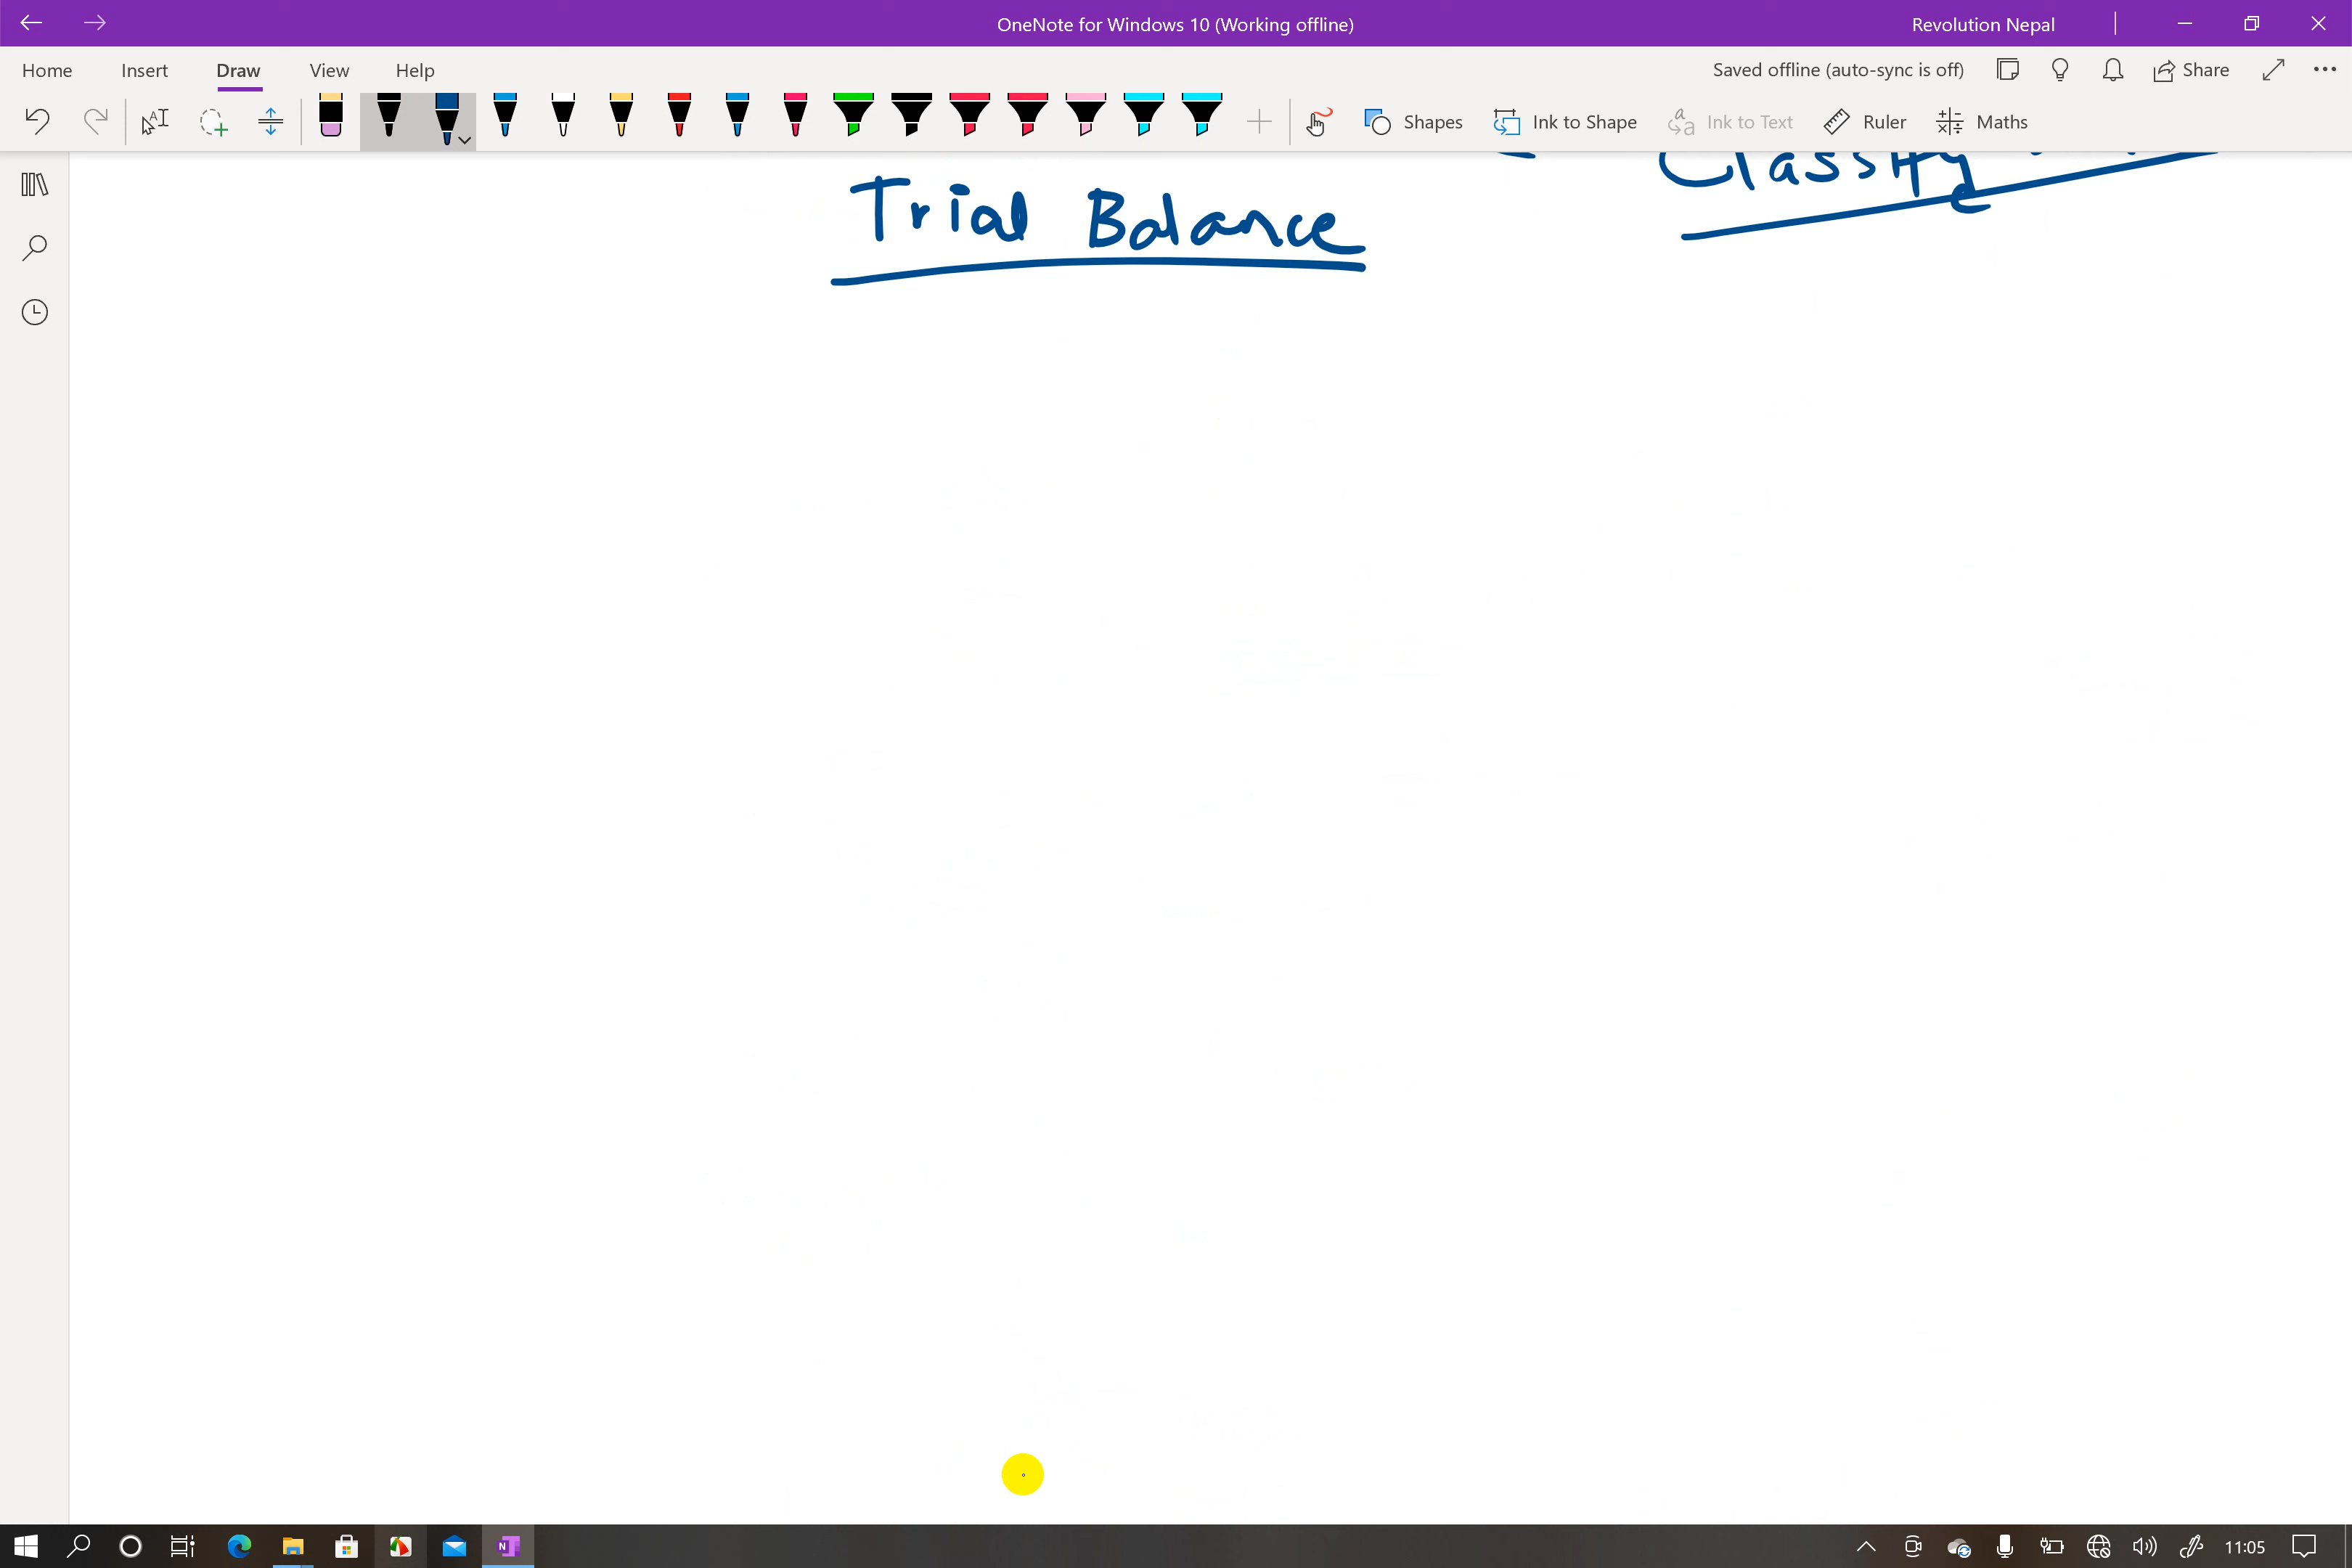 OneNote for Windows 10 (Working offline)
Revolution Nepal
Home Insert Draw View Help
Saved offline (auto-sync is off)
Share
Shapes
Ink to Shape
Ink to Text
Ruler
Maths
Classify
Trial Balance
11:05